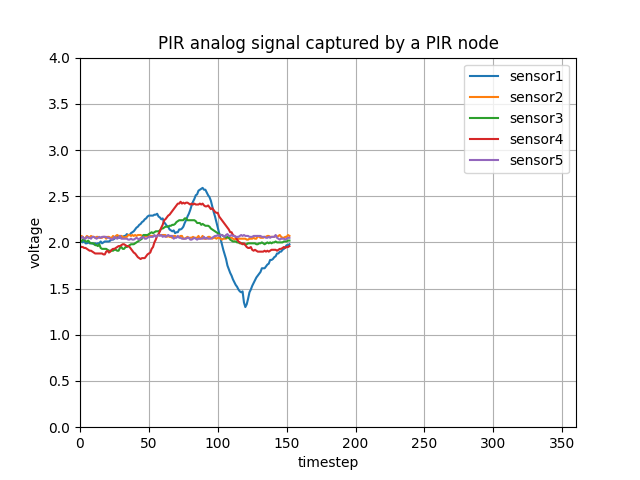 PIR analog signal captured by a PIR node
4.0
3.5
3.0
2.5
2.0
1.5
1.0
0.5
0.0
voltage
sensor1
sensor2
sensor3
sensor4
sensor5
0 50 100 150 200 250 300 350
timestep